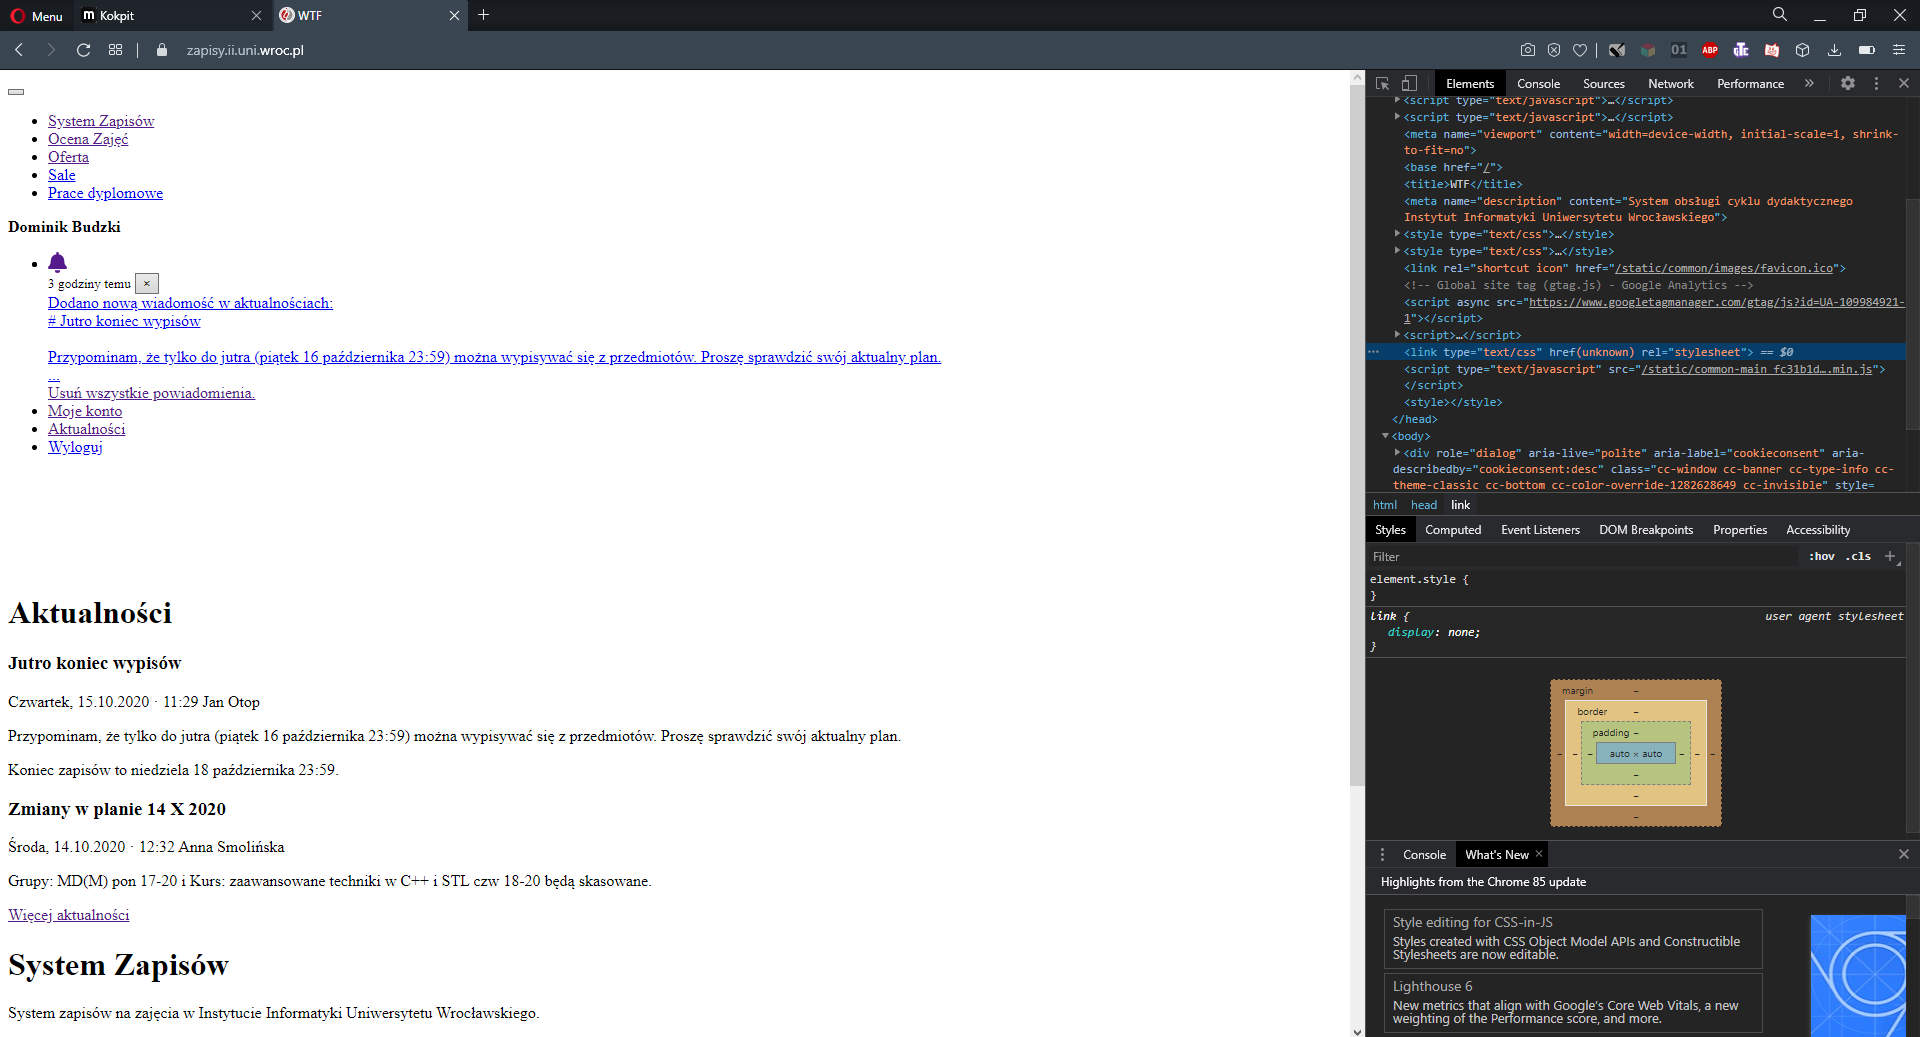 Menu
Kokpit
WTF
zapisy.ii.uni.wroc.pl
01
ABP
System Zapisów
Ocena Zajęć
Oferta
Sale
Prace dyplomowe
Dominik Budzki
3 godziny temu ×
Dodano nową wiadomość w aktualnościach:
# Jutro koniec wypisów
Przypominam, że tylko do jutra (piątek 16 października 23:59) można wypisywać się z przedmiotów. Proszę sprawdzić swój aktualny plan.
...
Usuń wszystkie powiadomienia.
Moje konto
Aktualności
Wyloguj
Aktualności
Jutro koniec wypisów
Czwartek, 15.10.2020 · 11:29 Jan Otop
Przypominam, że tylko do jutra (piątek 16 października 23:59) można wypisywać się z przedmiotów. Proszę sprawdzić swój aktualny plan.
Koniec zapisów to niedziela 18 października 23:59.
Zmiany w planie 14 X 2020
Środa, 14.10.2020 · 12:32 Anna Smolińska
Grupy: MD(M) pon 17-20 i Kurs: zaawansowane techniki w C++ i STL czw 18-20 będą skasowane.
Więcej aktualności
System Zapisów
System zapisów na zajęcia w Instytucie Informatyki Uniwersytetu Wrocławskiego.
Elements Console Sources Network Performance »
<script type="text/javascript">…</script>
<script type="text/javascript">…</script>
<meta name="viewport" content="width=device-width, initial-scale=1, shrink-
to-fit=no">
<base href="/">
<title>WTF</title>
<meta name="description" content="System obsługi cyklu dydaktycznego
Instytut Informatyki Uniwersytetu Wrocławskiego">
<style type="text/css">…</style>
<style type="text/css">…</style>
<link rel="shortcut icon" href="/static/common/images/favicon.ico">
<!-- Global site tag (gtag.js) - Google Analytics -->
<script async src="https://www.googletagmanager.com/gtag/js?id=UA-109984921-
1"></script>
<script>…</script>
<link type="text/css" href(unknown) rel="stylesheet"> == $0
<script type="text/javascript" src="/static/common-main fc31b1d….min.js">
</script>
<style></style>
</head>
<body>
<div role="dialog" aria-live="polite" aria-label="cookieconsent" aria-
describedby="cookieconsent:desc" class="cc-window cc-banner cc-type-info cc-
theme-classic cc-bottom cc-color-override-1282628649 cc-invisible" style=
html head link
Styles Computed Event Listeners DOM Breakpoints Properties Accessibility
Filter :hov .cls +
element.style {
}
link { user agent stylesheet
display: none;
}
margin –
border –
padding –
– – – auto × auto – – –
–
–
–
Console What's New ×
Highlights from the Chrome 85 update
Style editing for CSS-in-JS
Styles created with CSS Object Model APIs and Constructible
Stylesheets are now editable.
Lighthouse 6
New metrics that align with Google's Core Web Vitals, a new
weighting of the Performance score, and more.